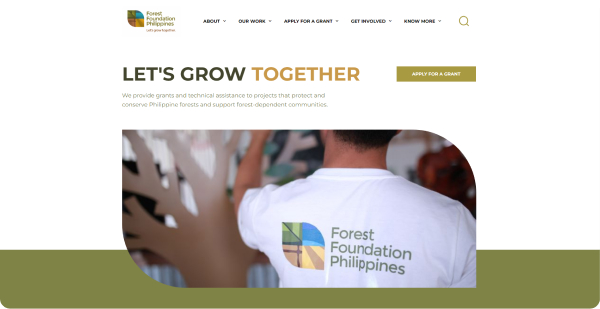 Forest
Foundation
Philippines
Let's grow together.
ABOUT
OUR WORK
APPLY FOR A GRANT
GET INVOLVED
KNOW MORE
LET'S GROW TOGETHER
APPLY FOR A GRANT
We provide grants and technical assistance to projects that protect and
conserve Philippine forests and support forest-dependent communities.
Forest
Foundation
Philippines